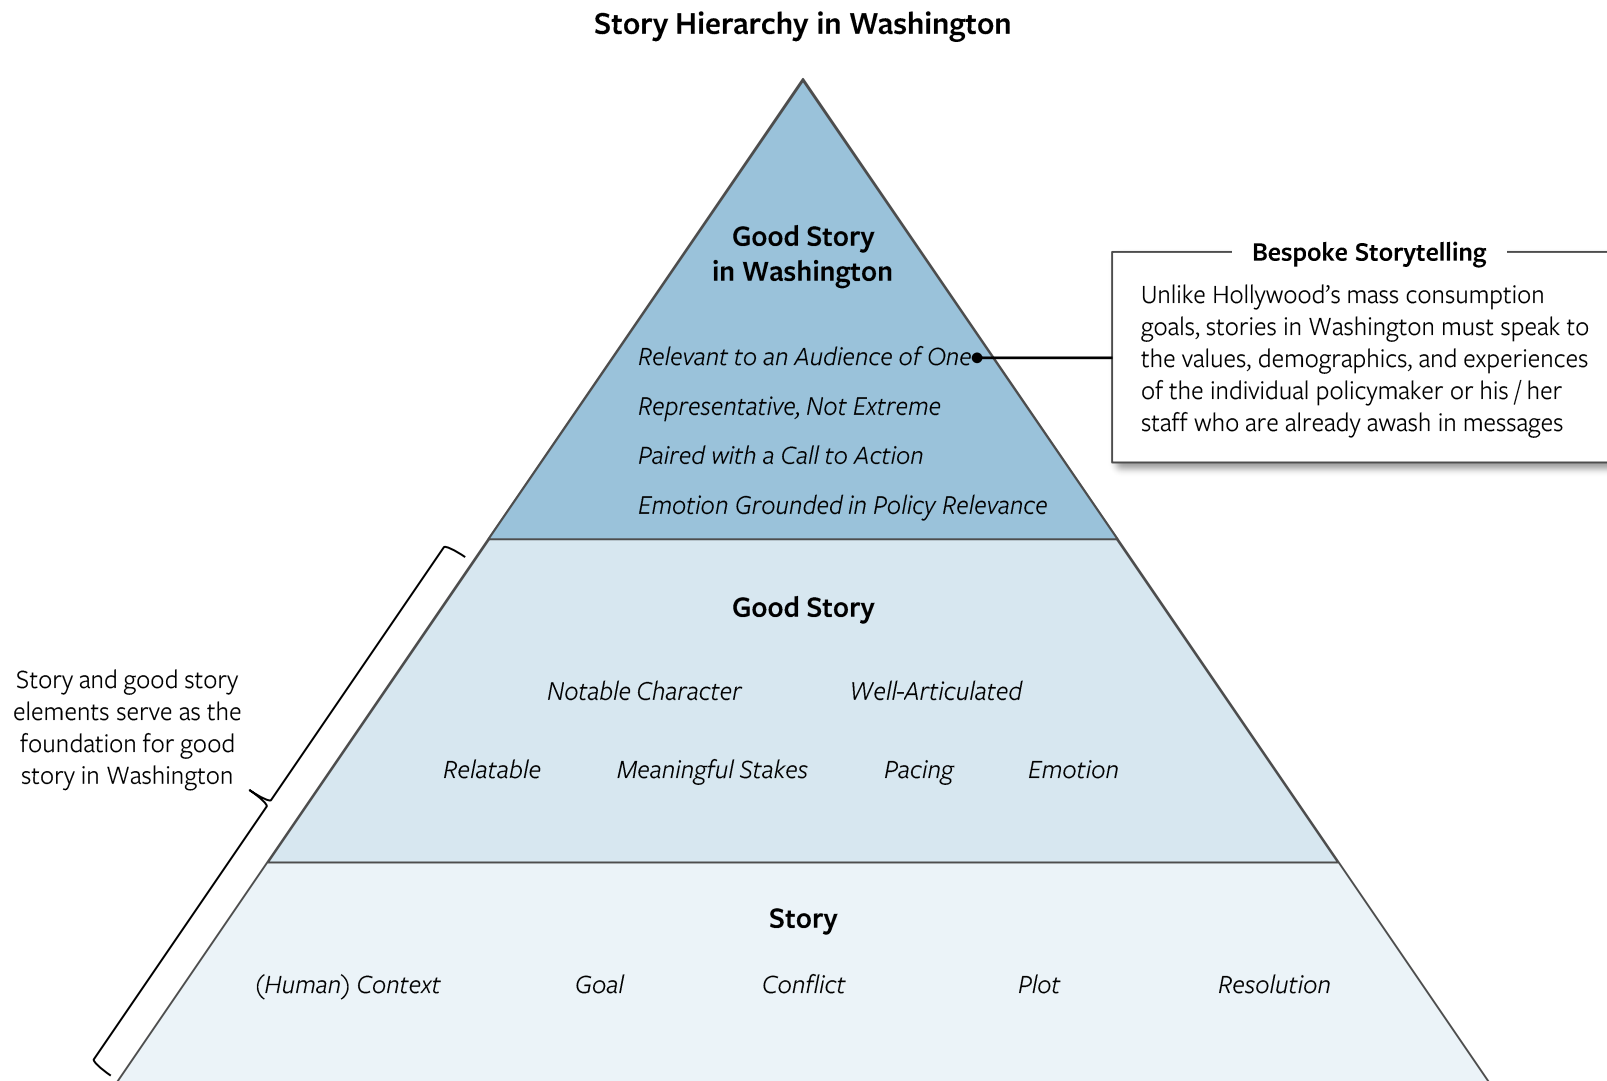 Story Hierarchy in Washington
Good Story
in Washington
Relevant to an Audience of One
Representative, Not Extreme
Paired with a Call to Action
Emotion Grounded in Policy Relevance
Bespoke Storytelling
Unlike Hollywood’s mass consumption
goals, stories in Washington must speak to
the values, demographics, and experiences
of the individual policymaker or his / her
staff who are already awash in messages
Good Story
Notable Character
Well-Articulated
Relatable
Meaningful Stakes
Pacing
Emotion
Story and good story
elements serve as the
foundation for good
story in Washington
Story
(Human) Context
Goal
Conflict
Plot
Resolution